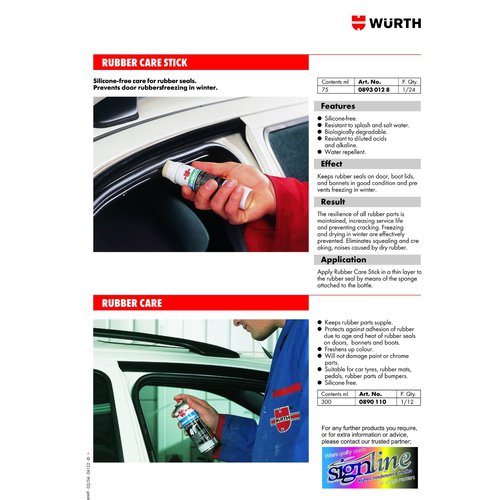 WÜRTH
RUBBER CARE STICK
Silicone-free care for rubber seals.
Prevents door rubbersfreezing in winter.
Contents ml Art. No. P. Qty.
75 0893 012 8 1/24
Features
● Silicone-free.
● Resistant to splash and salt water.
● Biologically degradable.
● Resistant to diluted acids
and alkaline.
● Water repellent.
Effect
Keeps rubber seals on door, boot lids,
and bonnets in good condition and pre
vents freezing in winter.
Result
The resilience of all rubber parts is
maintained, increasing service life
and preventing cracking. Freezing
and drying in winter are effectively
prevented. Eliminates squealing and cre
aking, noises caused by dry rubber.
Application
Apply Rubber Care Stick in a thin layer to
the rubber seal by means of the sponge
attached to the bottle.
RUBBER CARE
● Keeps rubber parts supple.
● Protects against adhesion of rubber
due to age and heat of rubber seals
on doors, bonnets and boots.
● Freshens up colour.
● Will not damage paint or chrome
parts.
● Suitable for car tyres, rubber mats,
pedals, rubber parts of bumpers.
● Silicone free.
Contents ml Art. No. P. Qty.
300 0890 110 1/12
WÜRTH
For any further products you require,
or for extra information or advice,
please contact our trusted partner;
Where quality costs
signline